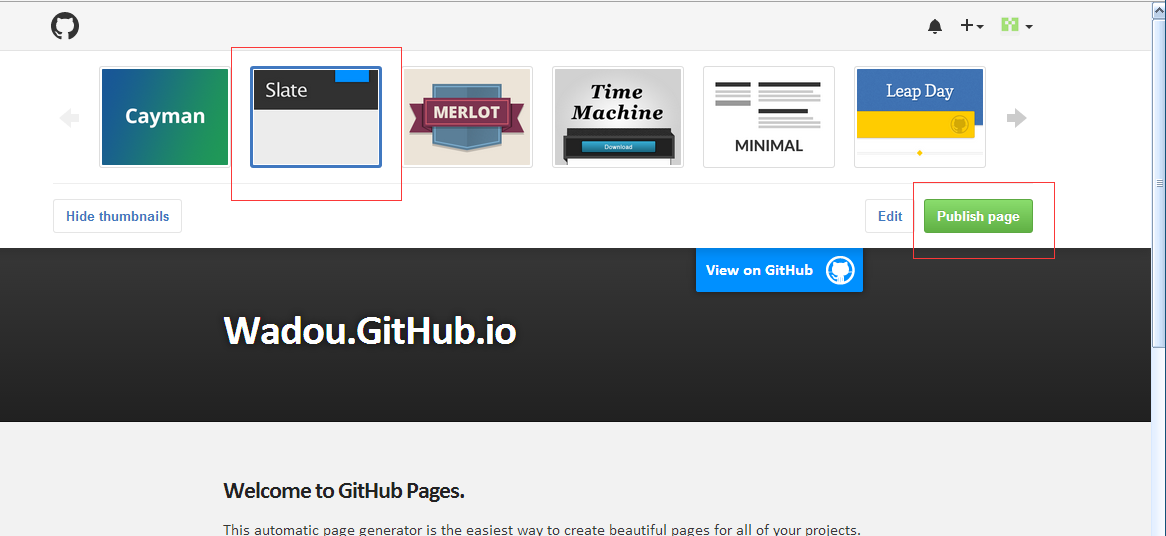 Cayman
Slate
MERLOT
Time
Machine
Download
MINIMAL
Leap Day
Hide thumbnails
Edit
Publish page
View on GitHub
Wadou.GitHub.io
Welcome to GitHub Pages.
This automatic page generator is the easiest way to create beautiful pages for all of your projects.